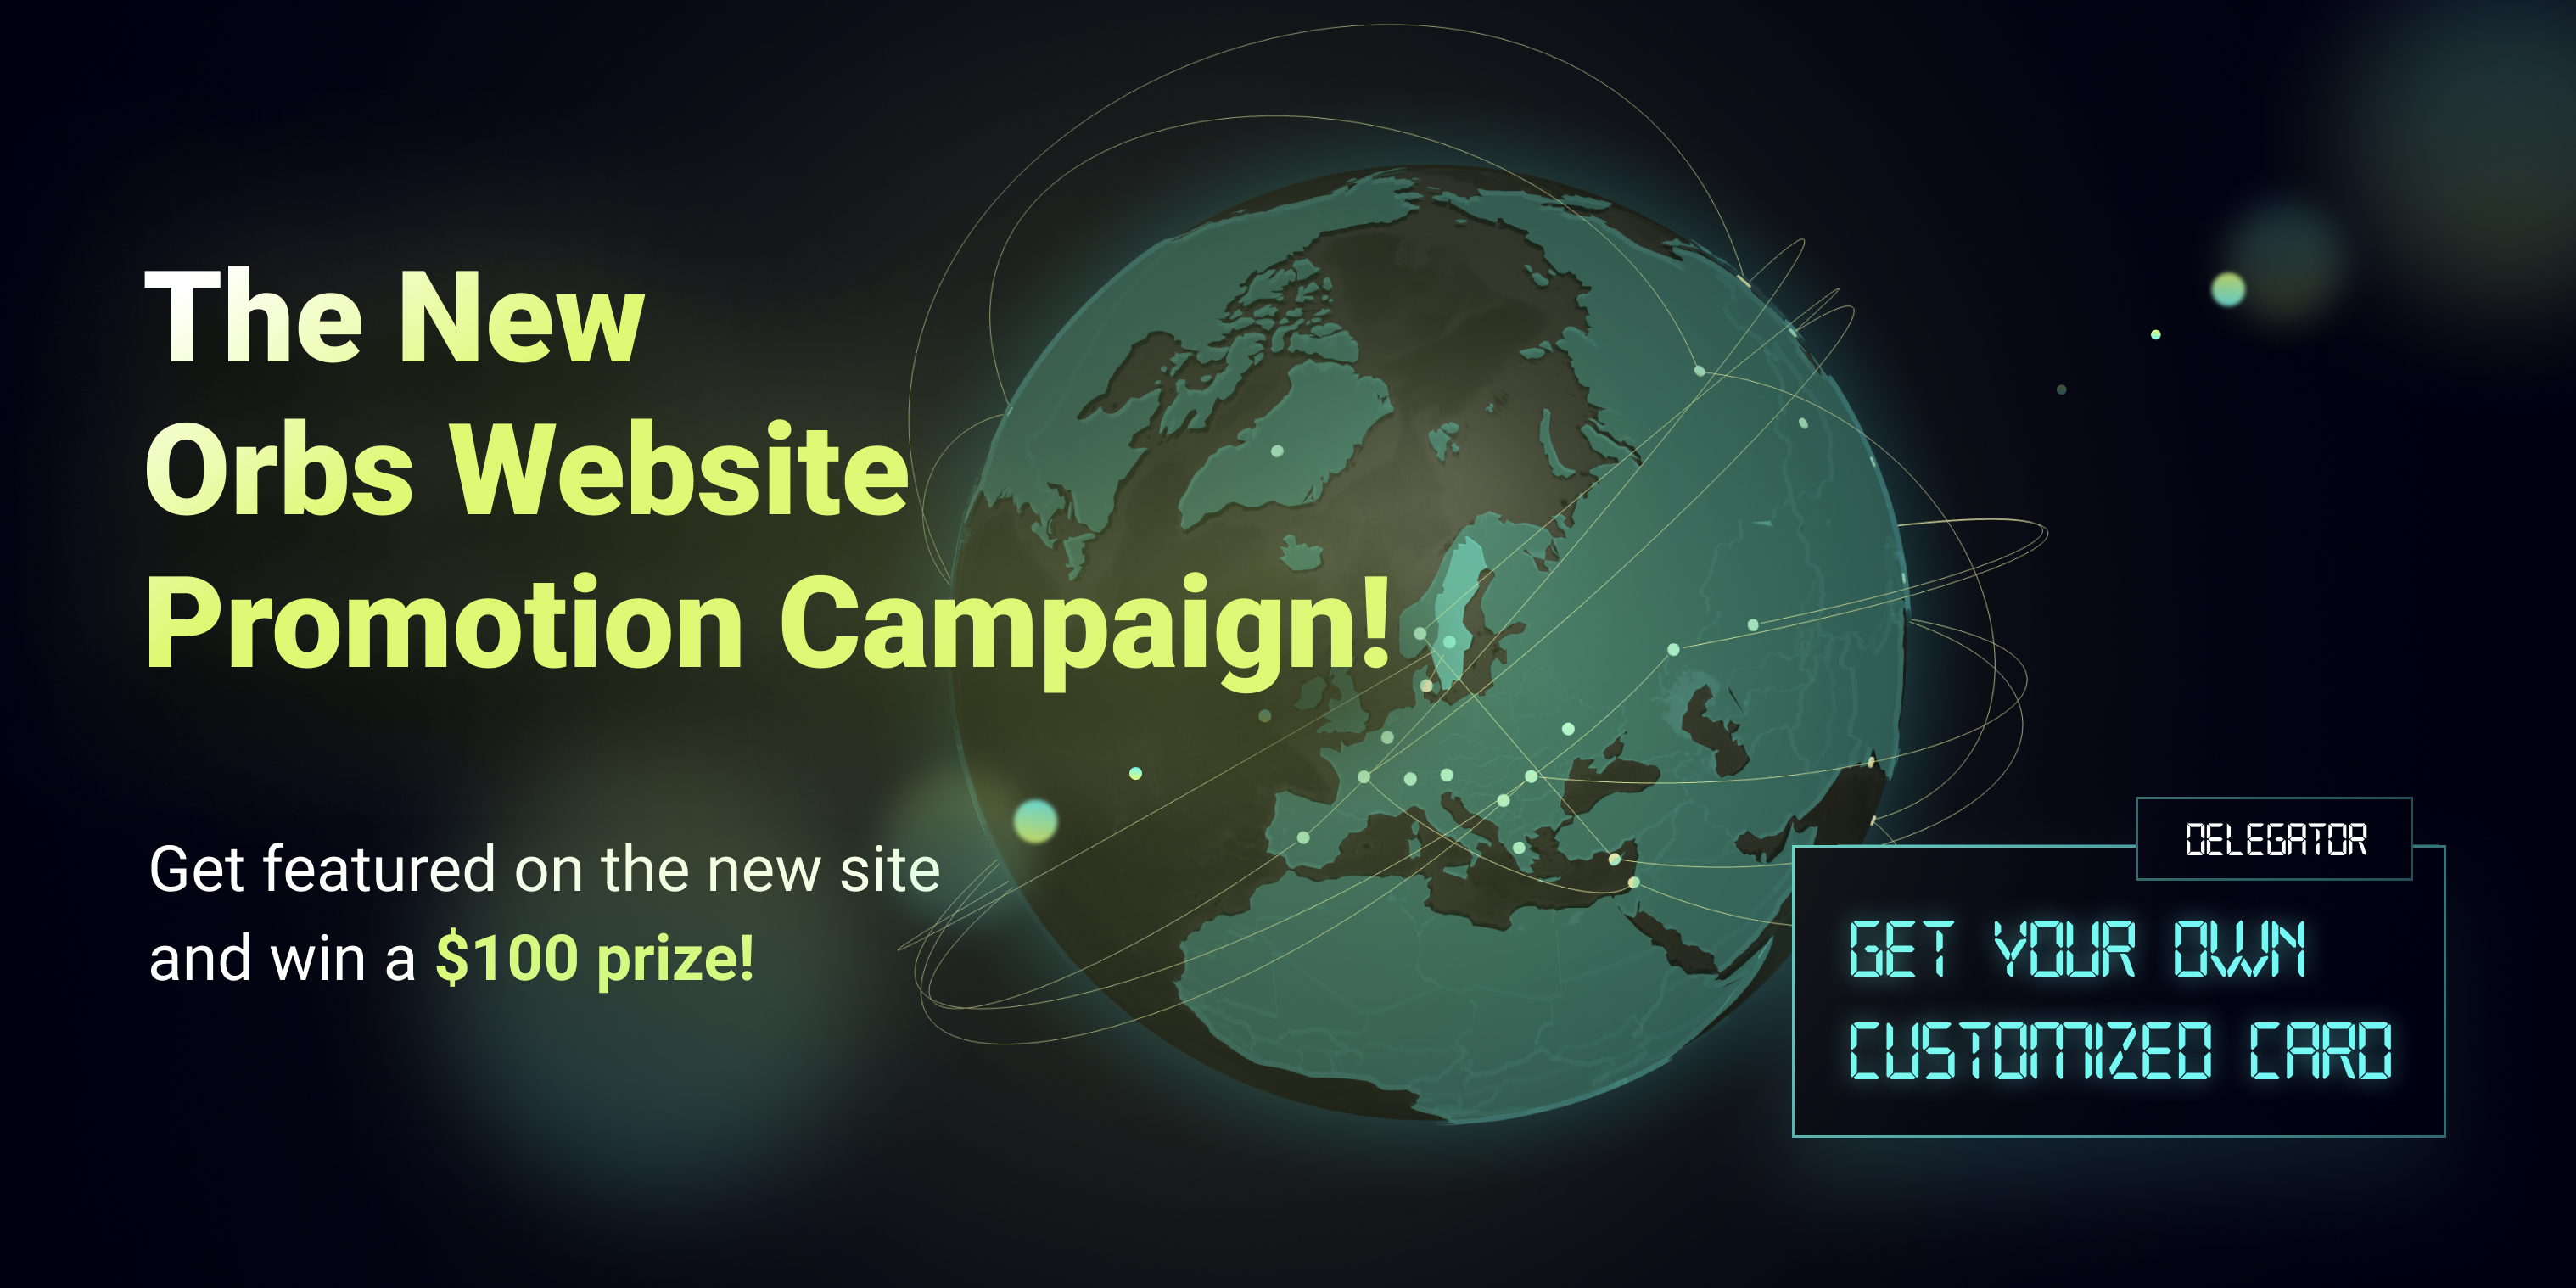 The New
Orbs Website
Promotion Campaign!
Get featured on the new site
and win a $100 prize!
DELEGATOR
GET YOUR OWN
CUSTOMIZED CARD